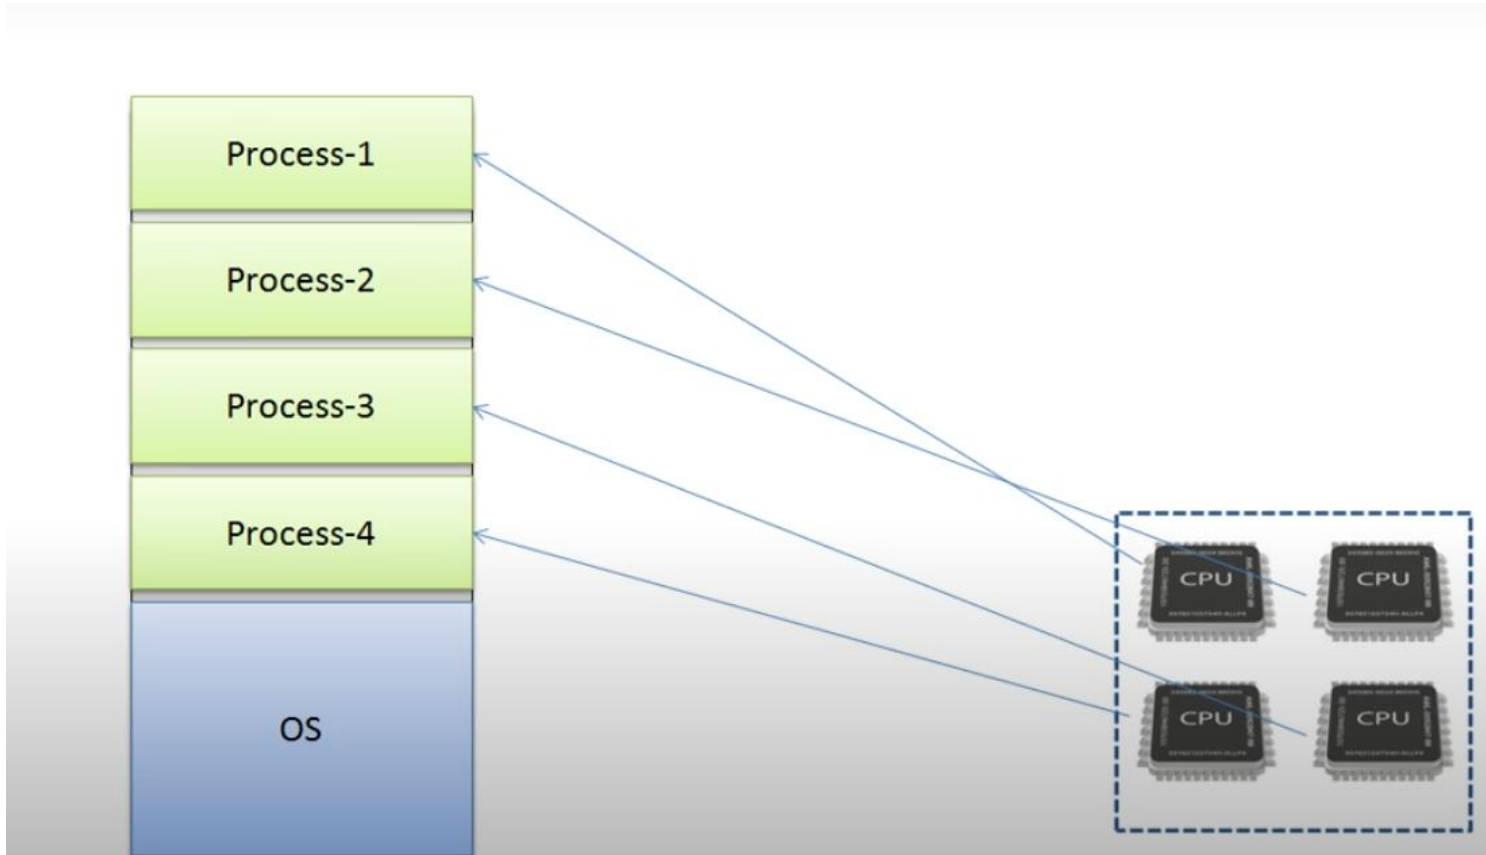 Process-1
Process-2
Process-3
Process-4
OS
CPU
CPU
CPU
CPU